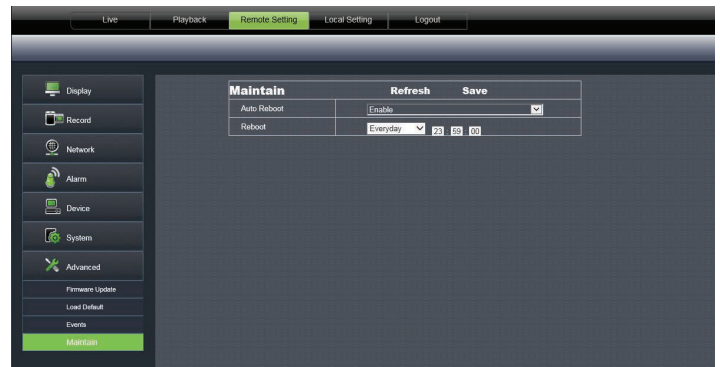 Live Playback Remote Setting Local Setting Logout
Display
Record
Network
Alarm
Device
System
Advanced
Firmware Update
Load Default
Events
Maintain
Maintain Refresh Save
Auto Reboot Enable
Reboot Everyday 23 : 59 : 00